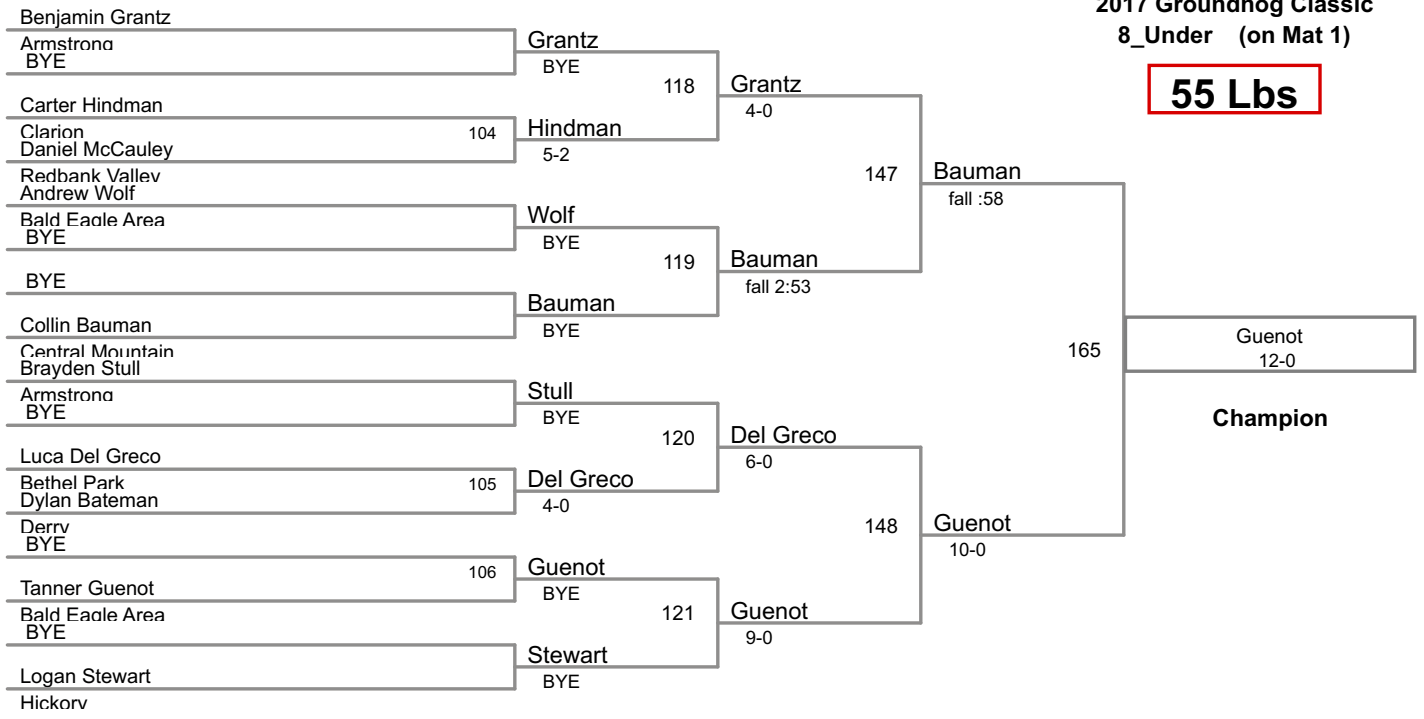 2017 Groundhog Classic
8_Under (on Mat 1)
55 Lbs
Benjamin Grantz
Armstrong
BYE
Carter Hindman
Clarion
Daniel McCauley
Redbank Valley
Andrew Wolf
Bald Eagle Area
BYE
BYE
Collin Bauman
Central Mountain
Brayden Stull
Armstrong
BYE
Luca Del Greco
Bethel Park
Dylan Bateman
Derry
BYE
Tanner Guenot
Bald Eagle Area
BYE
Logan Stewart
Hickory
104
105
106
Grantz
BYE
Hindman
5-2
Wolf
BYE
Bauman
BYE
Stull
BYE
Del Greco
4-0
Guenot
BYE
Stewart
BYE
118
119
120
121
Grantz
4-0
Bauman
fall 2:53
Del Greco
6-0
Guenot
9-0
147
148
Bauman
fall :58
Guenot
10-0
165
Guenot
12-0
Champion